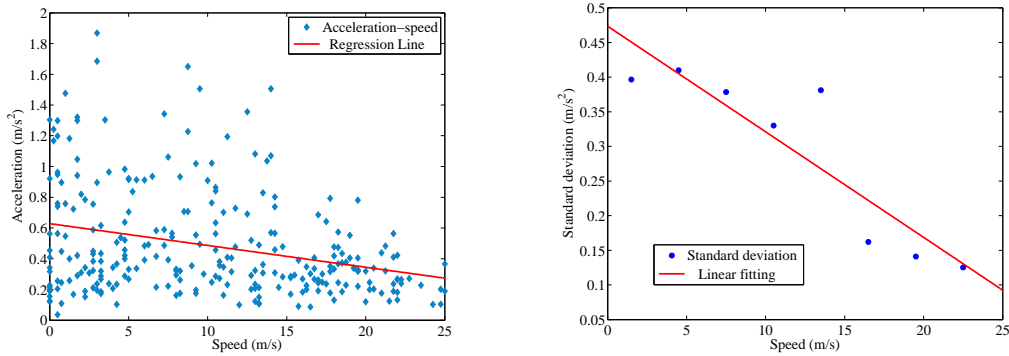 2
1.8
1.6
1.4
1.2
1
0.8
0.6
0.4
0.2
0
Acceleration (m/s²)
Acceleration−speed
Regression Line
0 5 10 15 20 25
Speed (m/s)
0.5
0.45
0.4
0.35
0.3
0.25
0.2
0.15
0.1
0.05
Standard deviation (m/s²)
Standard deviation
Linear fitting
0 5 10 15 20 25
Speed (m/s)